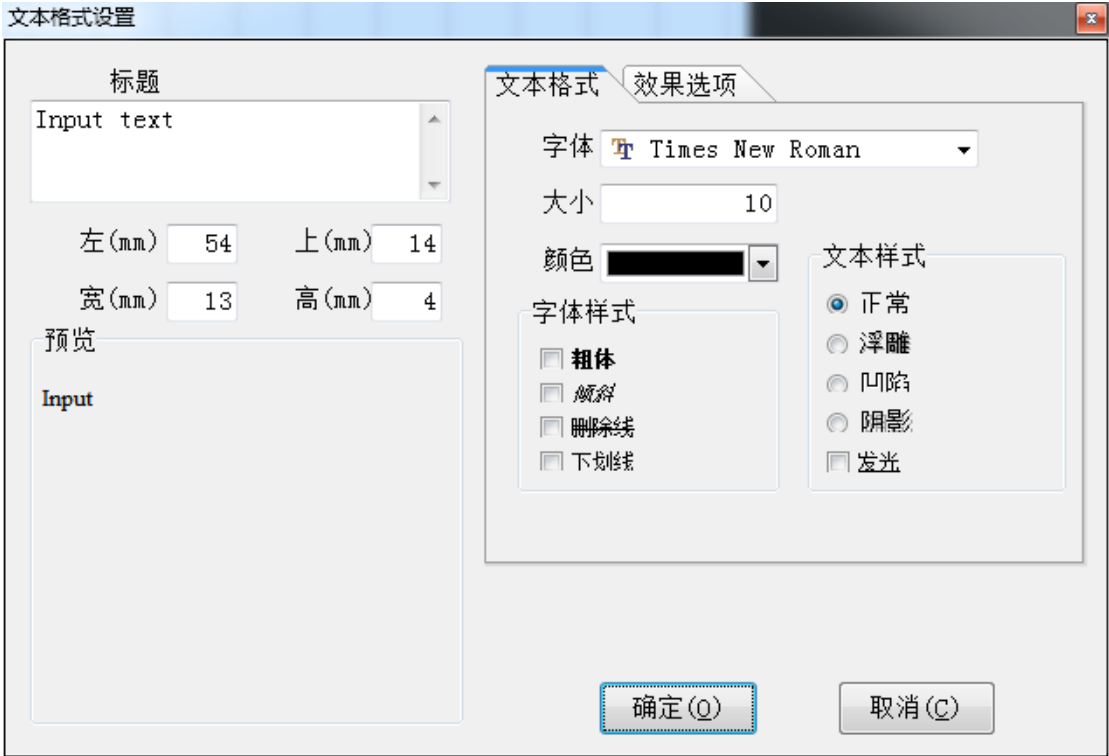 文本格式设置
标题
Input text
左(mm) 54 上(mm) 14
宽(mm) 13 高(mm) 4
预览
Input
文本格式 效果选项
字体 Times New Roman
大小 10
颜色
字体样式
粗体
倾斜
删除线
下划线
文本样式
正常
浮雕
凹陷
阴影
发光
确定(O) 取消(C)